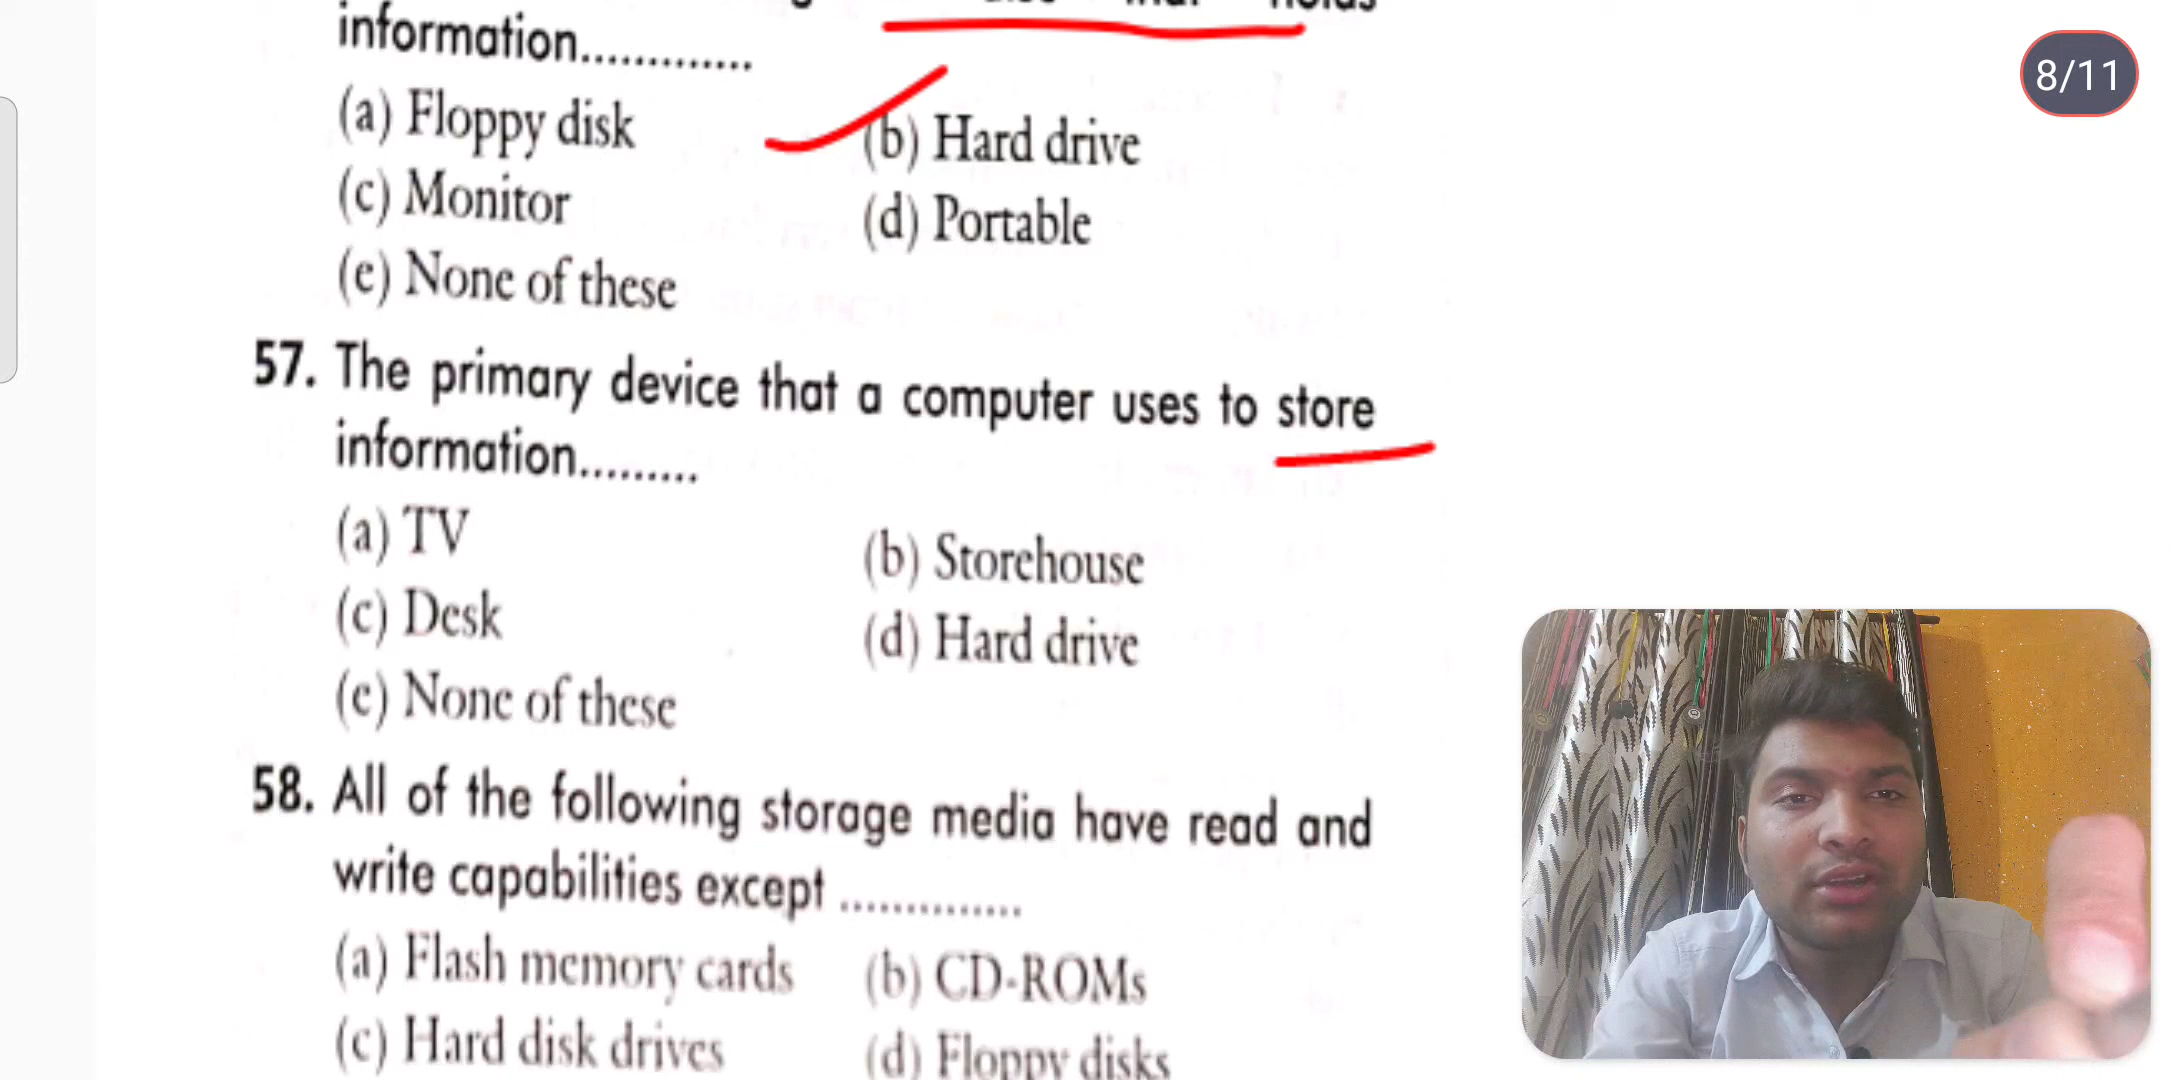 information.............
(a) Floppy disk
(b) Hard drive
(c) Monitor
(d) Portable
(e) None of these
57. The primary device that a computer uses to store
information.........
(a) TV
(b) Storehouse
(c) Desk
(d) Hard drive
(e) None of these
58. All of the following storage media have read and
write capabilities except ..............
(a) Flash memory cards
(b) CD-ROMs
(c) Hard disk drives
(d) Floppy disks
8/11